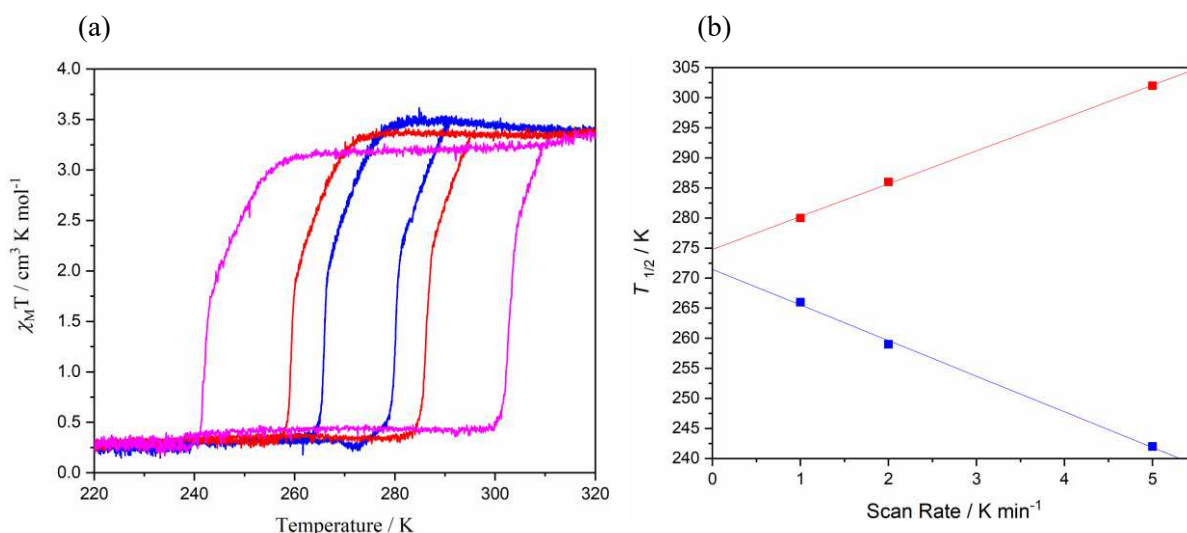 (a)
4.0
3.5
3.0
2.5
2.0
1.5
1.0
0.5
0.0
χMT / cm³ K mol⁻¹
220 240 260 280 300 320
Temperature / K
(b)
305
300
295
290
285
280
275
270
265
260
255
250
245
240
T1/2 / K
0 1 2 3 4 5
Scan Rate / K min⁻¹